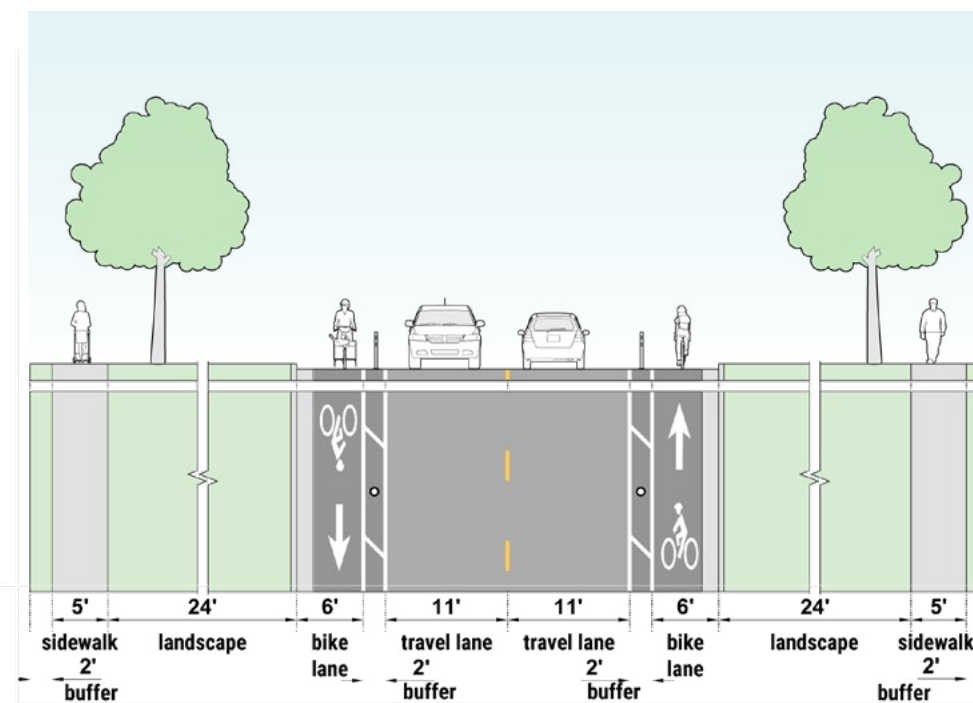 5' 24' 6' 11' 11' 6' 24' 5'
sidewalk landscape bike travel lane travel lane bike landscape sidewalk
lane lane
2' 2' 2' 2'
buffer buffer buffer buffer